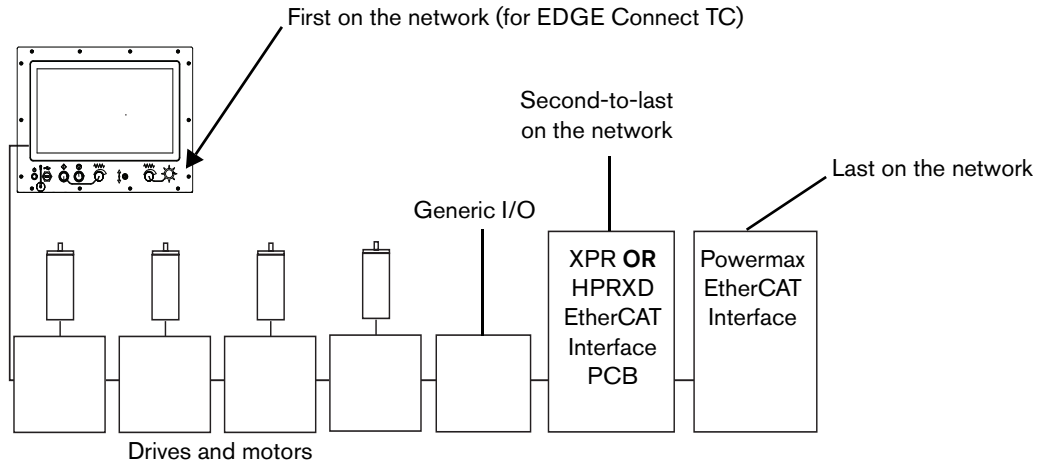 First on the network (for EDGE Connect TC)
Second-to-last
on the network
Last on the network
Generic I/O
XPR OR
HPRXD
EtherCAT
Interface
PCB
Powermax
EtherCAT
Interface
Drives and motors